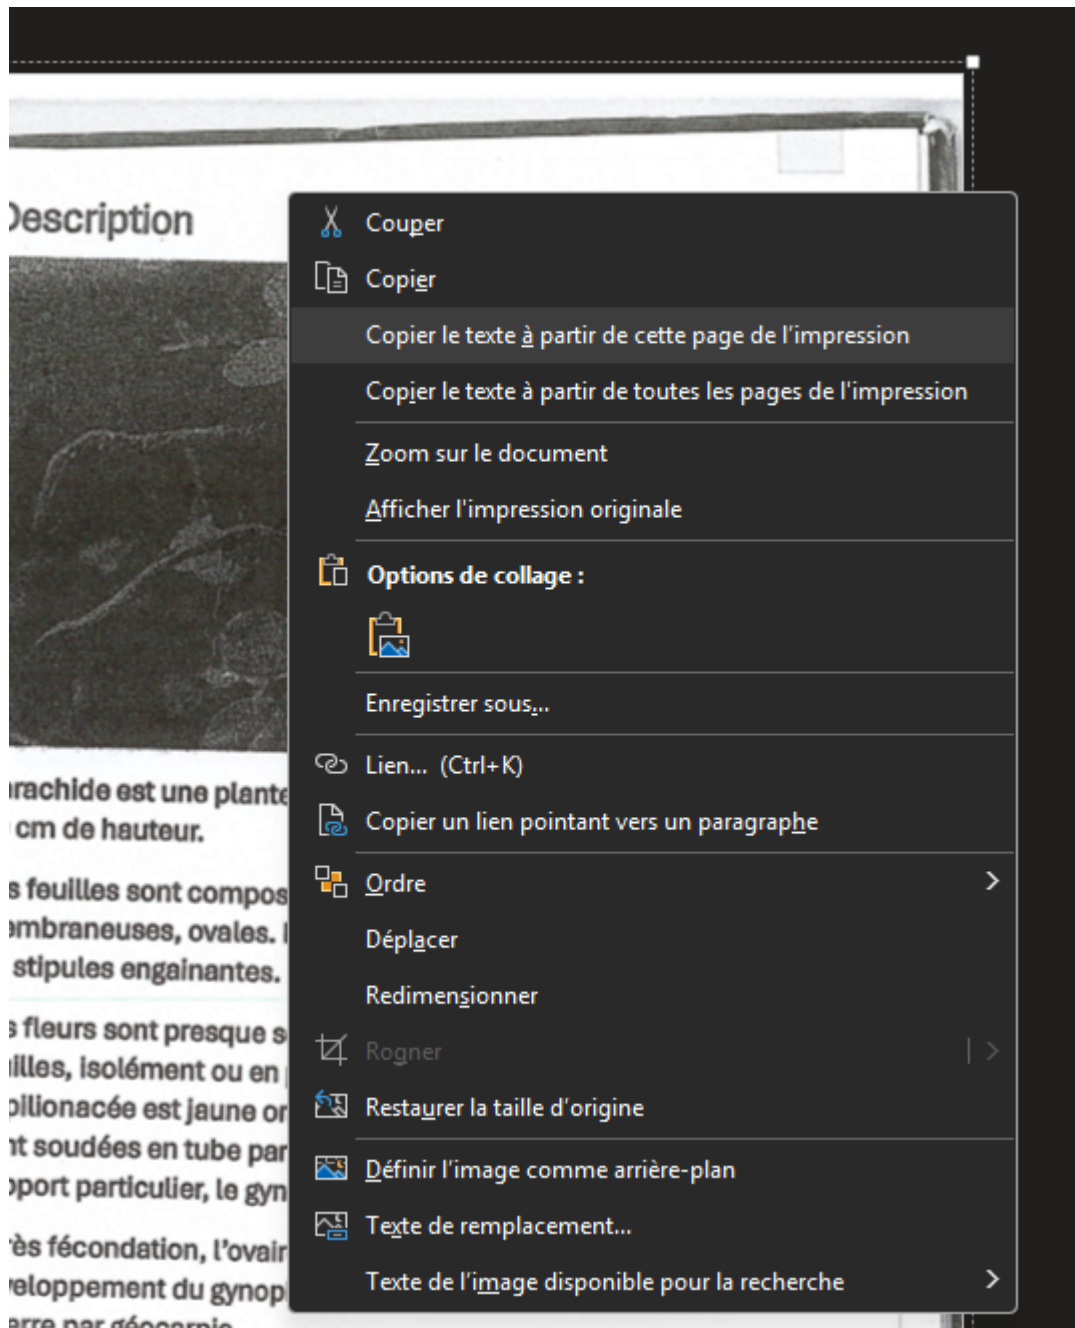 Description
Couper
Copier
Copier le texte à partir de cette page de l'impression
Copier le texte à partir de toutes les pages de l'impression
Zoom sur le document
Afficher l'impression originale
Options de collage :
Enregistrer sous...
Lien... (Ctrl+K)
Copier un lien pointant vers un paragraphe
Ordre
Déplacer
Redimensionner
Rogner
Restaurer la taille d'origine
Définir l'image comme arrière-plan
Texte de remplacement...
Texte de l'image disponible pour la recherche
rachide est une plante
cm de hauteur.
s feuilles sont compos
embraneuses, ovales.
stipules engainantes.
s fleurs sont presque s
illes, isolément ou en
pilionacée est jaune or
nt soudées en tube par
pport particulier, le gyn
rès fécondation, l'ovair
veloppement du gynop
erre par géocarpie